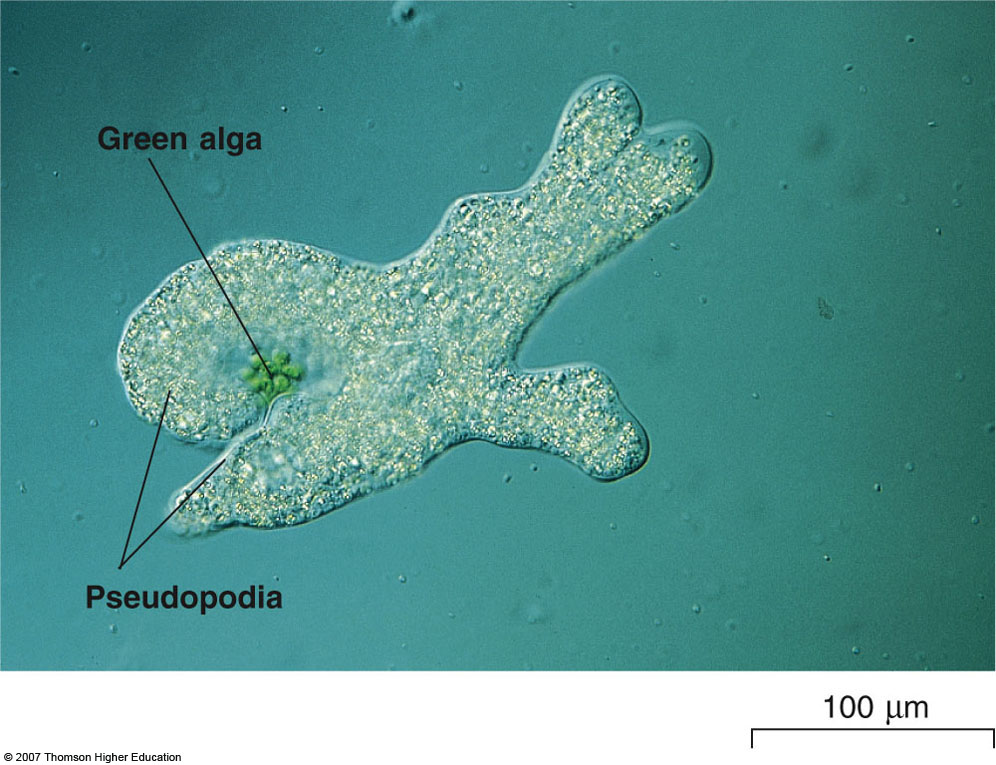 Green alga
Pseudopodia
100 μm
© 2007 Thomson Higher Education